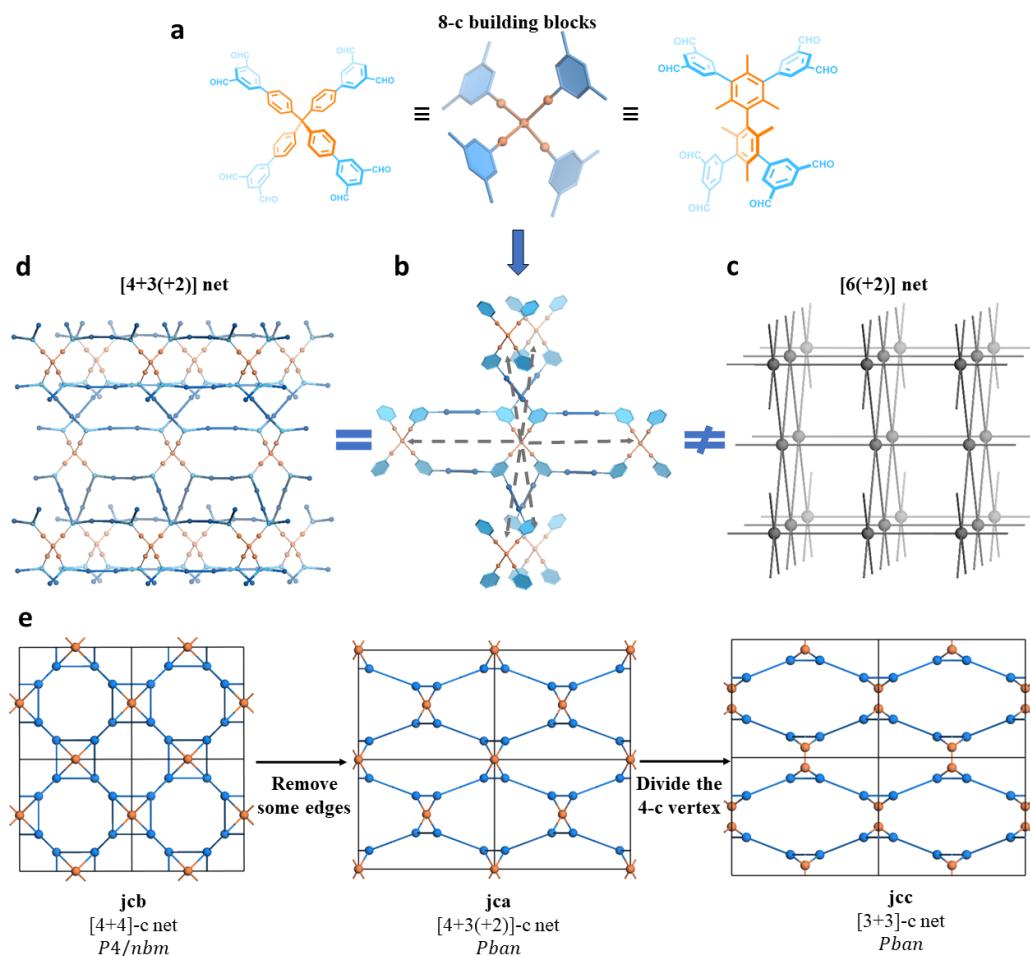 a
8-c building blocks
OHC
CHO
OHC
CHO
OHC
OHC
CHO
CHO
≡
≡
OHC
CHO
OHC
CHO
OHC
CHO
OHC
CHO
d
[4+3(+2)] net
b
c
[6(+2)] net
=
≠
e
Remove
some edges
Divide the
4-c vertex
jcb
[4+4]-c net
P4/nbm
jca
[4+3(+2)]-c net
Pban
jcc
[3+3]-c net
Pban